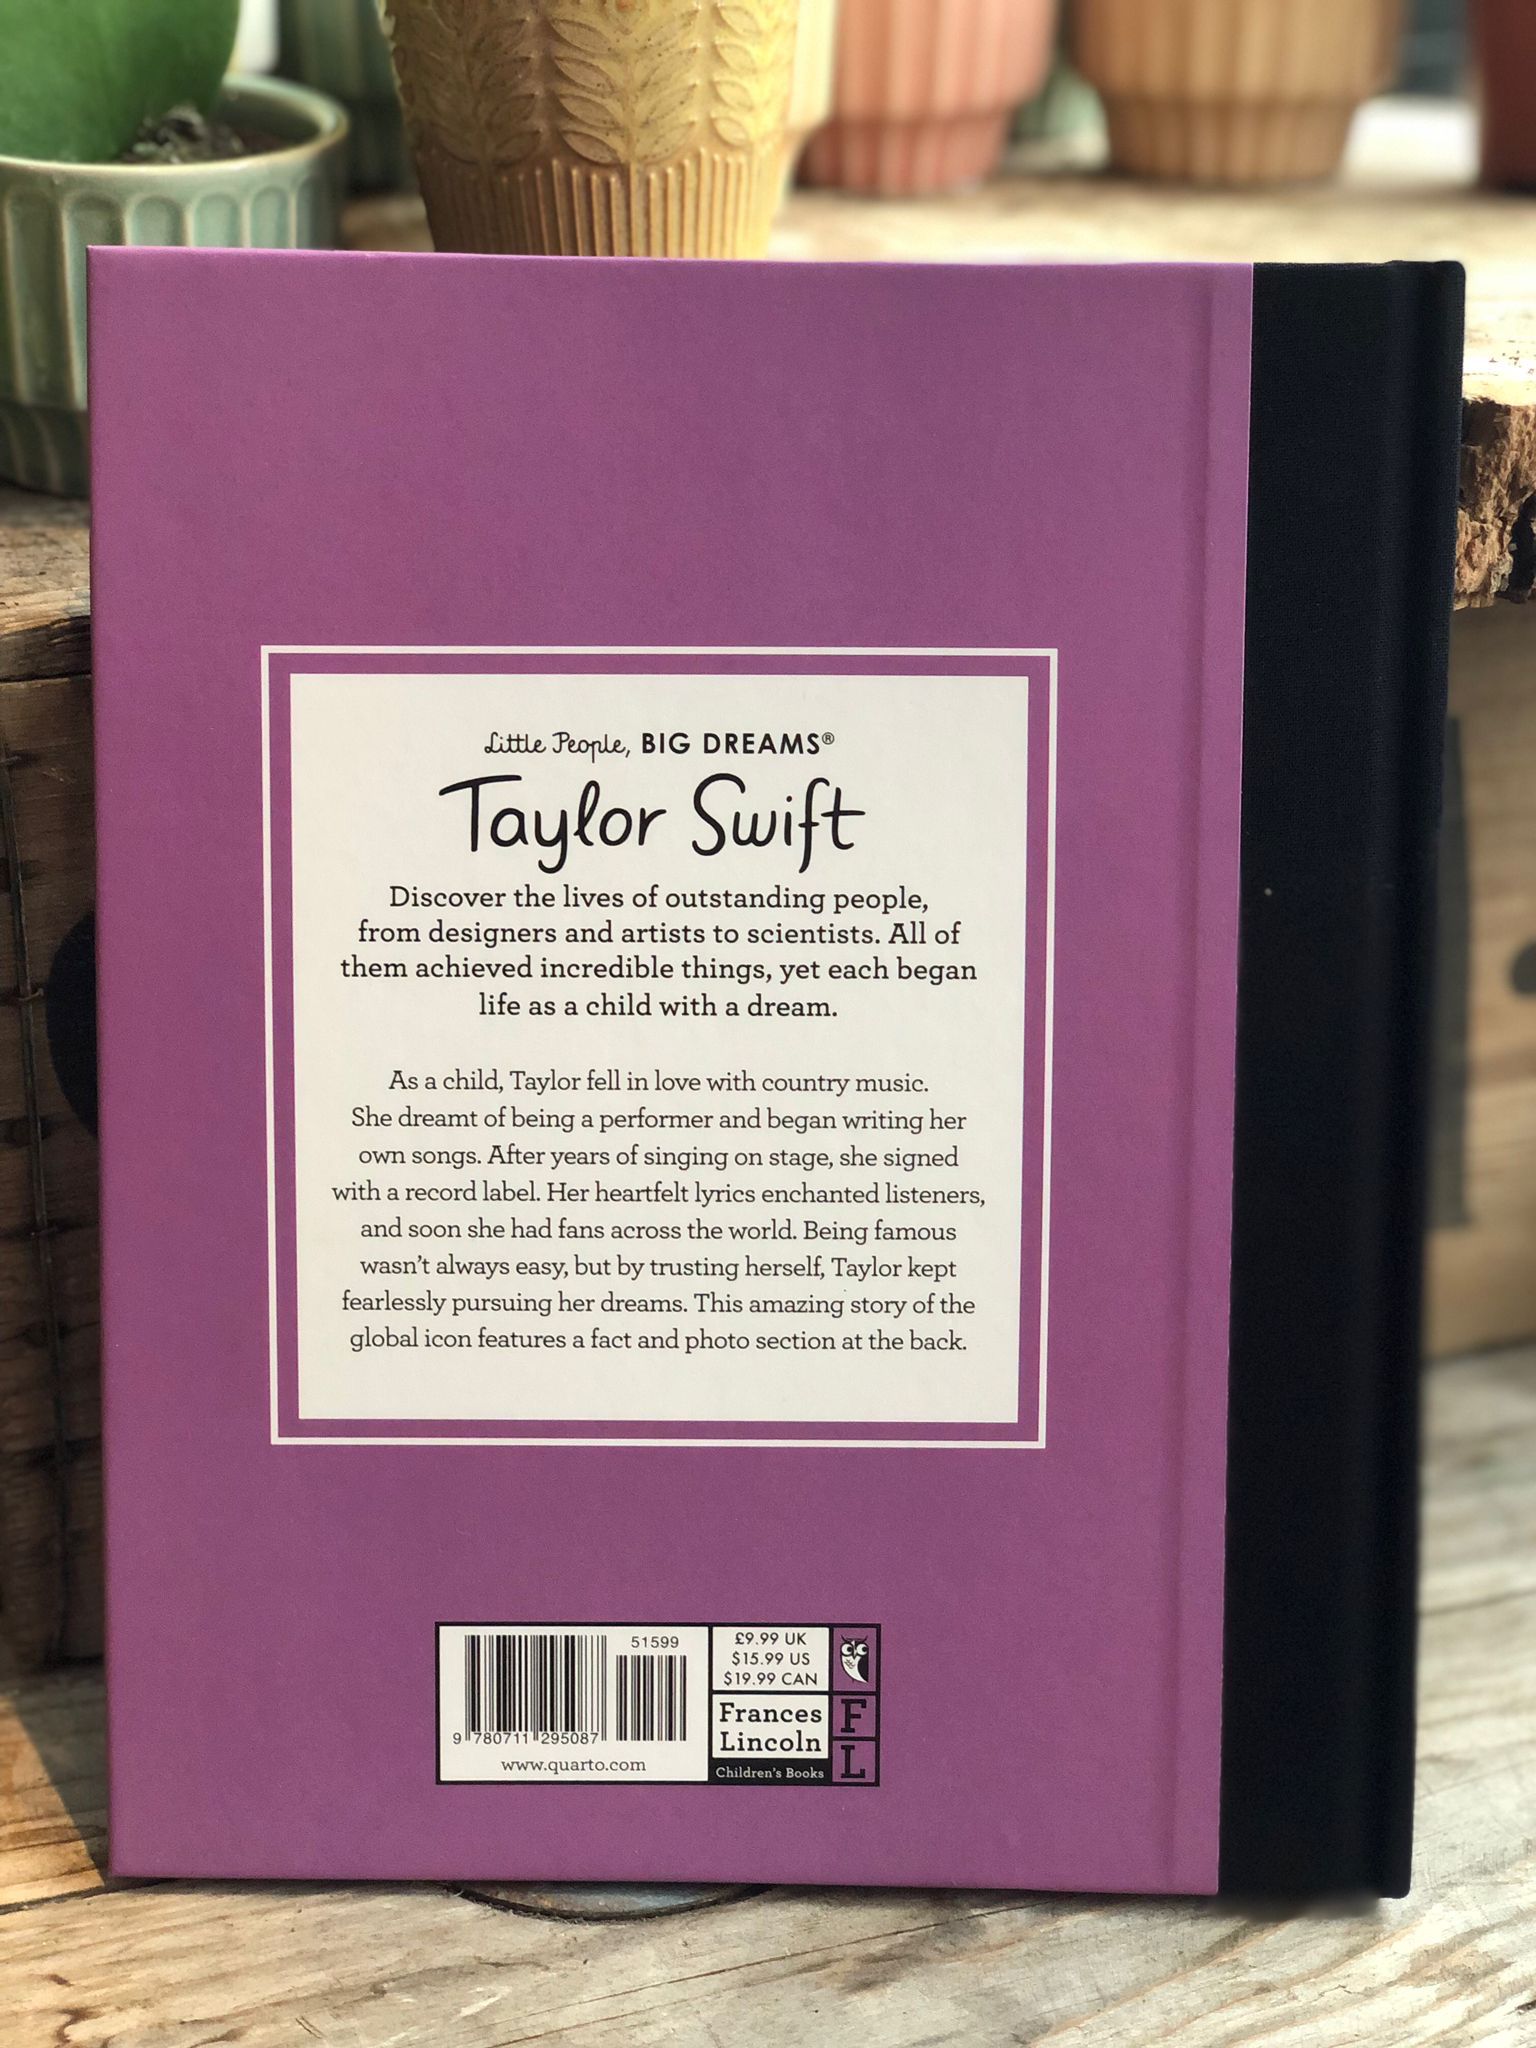 Little People, BIG DREAMS®
Taylor Swift
Discover the lives of outstanding people,
from designers and artists to scientists. All of
them achieved incredible things, yet each began
life as a child with a dream.
As a child, Taylor fell in love with country music.
She dreamt of being a performer and began writing her
own songs. After years of singing on stage, she signed
with a record label. Her heartfelt lyrics enchanted listeners,
and soon she had fans across the world. Being famous
wasn't always easy, but by trusting herself, Taylor kept
fearlessly pursuing her dreams. This amazing story of the
global icon features a fact and photo section at the back.
51599
9 780711 295087
www.quarto.com
£9.99 UK
$15.99 US
$19.99 CAN
Frances
Lincoln
Children's Books
F
L